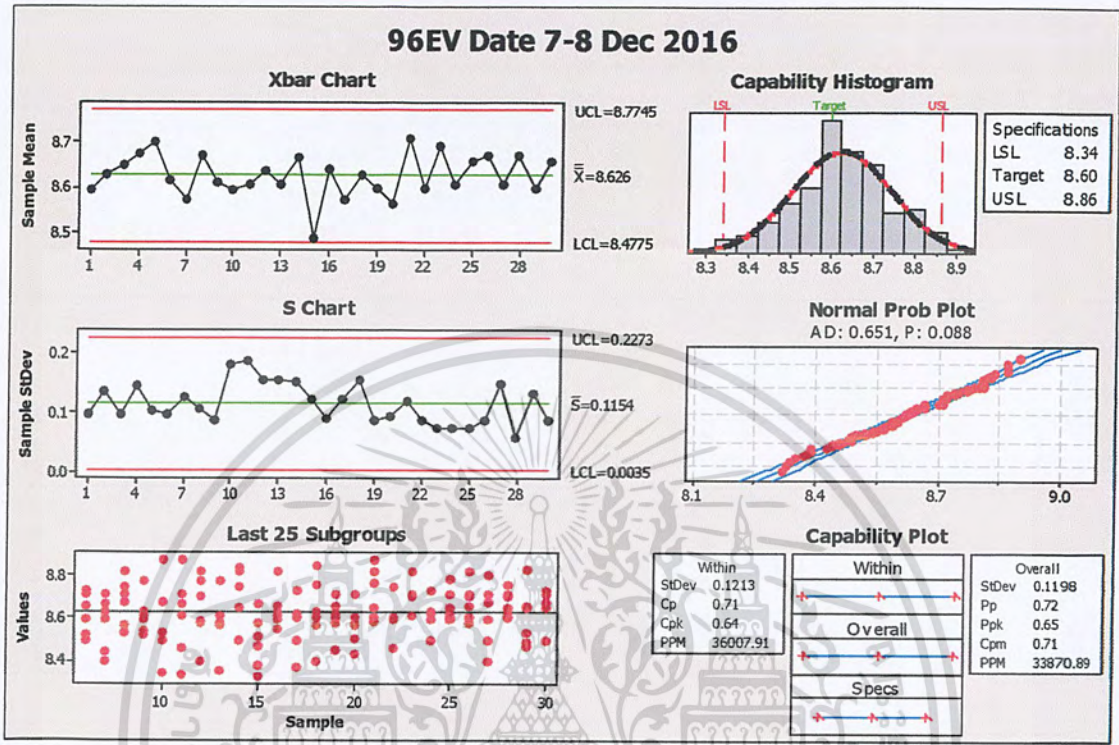 96EV Date 7-8 Dec 2016
Xbar Chart
Sample Mean
8.7
8.6
8.5
1 4 7 10 13 16 19 22 25 28
UCL=8.7745
X=8.626
LCL=8.4775
Capability Histogram
LSL Target USL
8.3 8.4 8.5 8.6 8.7 8.8 8.9
Specifications
LSL 8.34
Target 8.60
USL 8.86
S Chart
Sample StDev
0.2
0.1
0.0
1 4 7 10 13 16 19 22 25 28
UCL=0.2273
S=0.1154
LCL=0.0035
Normal Prob Plot
AD: 0.651, P: 0.088
8.1 8.4 8.7 9.0
Last 25 Subgroups
Values
8.8
8.6
8.4
10 15 20 25 30
Sample
Capability Plot
Within
StDev 0.1213
Cp 0.71
Cpk 0.64
PPM 36007.91
Within
Overall
Specs
Overall
StDev 0.1198
Pp 0.72
Ppk 0.65
Cpm 0.71
PPM 33870.89